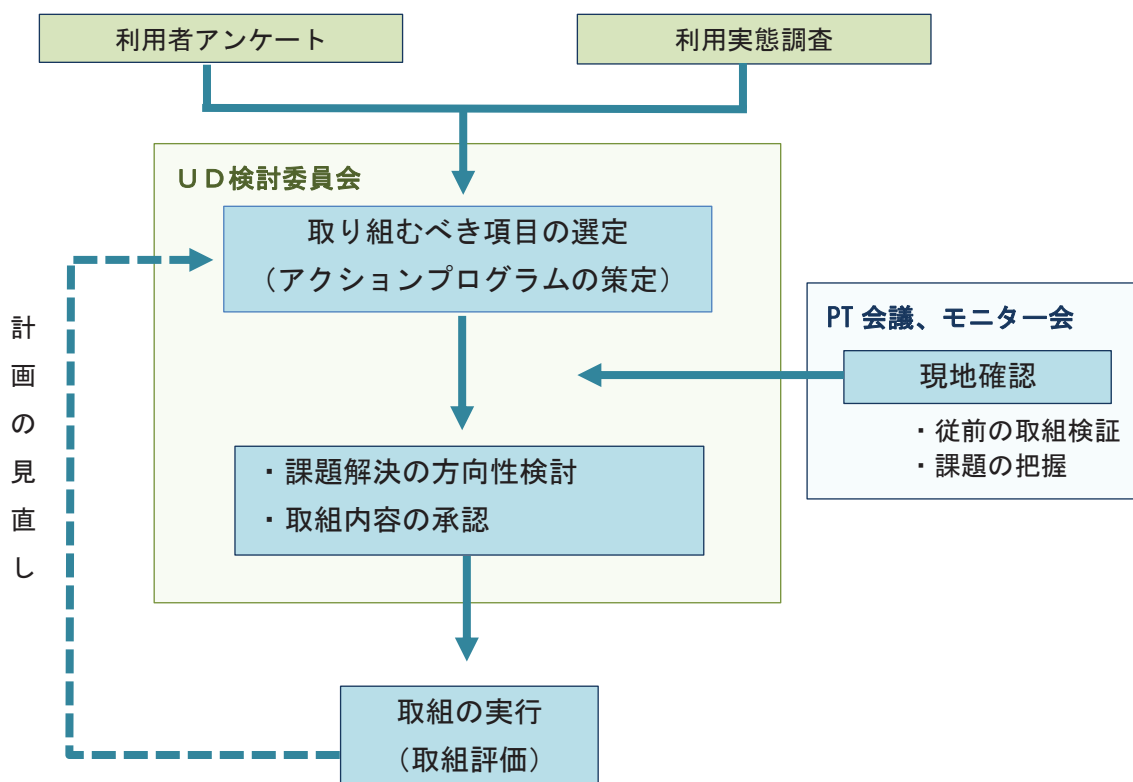 利用者アンケート
利用実態調査
ＵＤ検討委員会
取り組むべき項目の選定
（アクションプログラムの策定）
PT 会議、モニター会
現地確認
・従前の取組検証
・課題の把握
・課題解決の方向性検討
・取組内容の承認
計画の見直し
取組の実行
（取組評価）